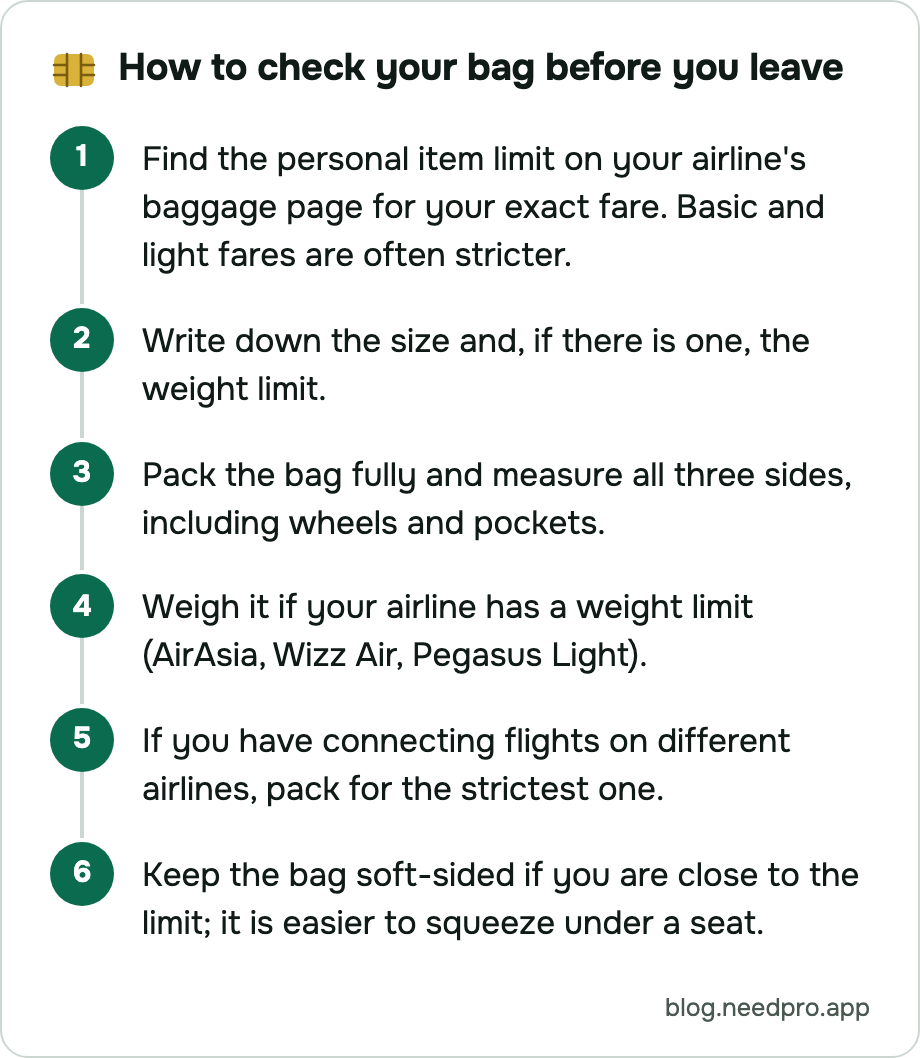 How to check your bag before you leave
1
Find the personal item limit on your airline's
baggage page for your exact fare. Basic and
light fares are often stricter.
2
Write down the size and, if there is one, the
weight limit.
3
Pack the bag fully and measure all three sides,
including wheels and pockets.
4
Weigh it if your airline has a weight limit
(AirAsia, Wizz Air, Pegasus Light).
5
If you have connecting flights on different
airlines, pack for the strictest one.
6
Keep the bag soft-sided if you are close to the
limit; it is easier to squeeze under a seat.
blog.needpro.app